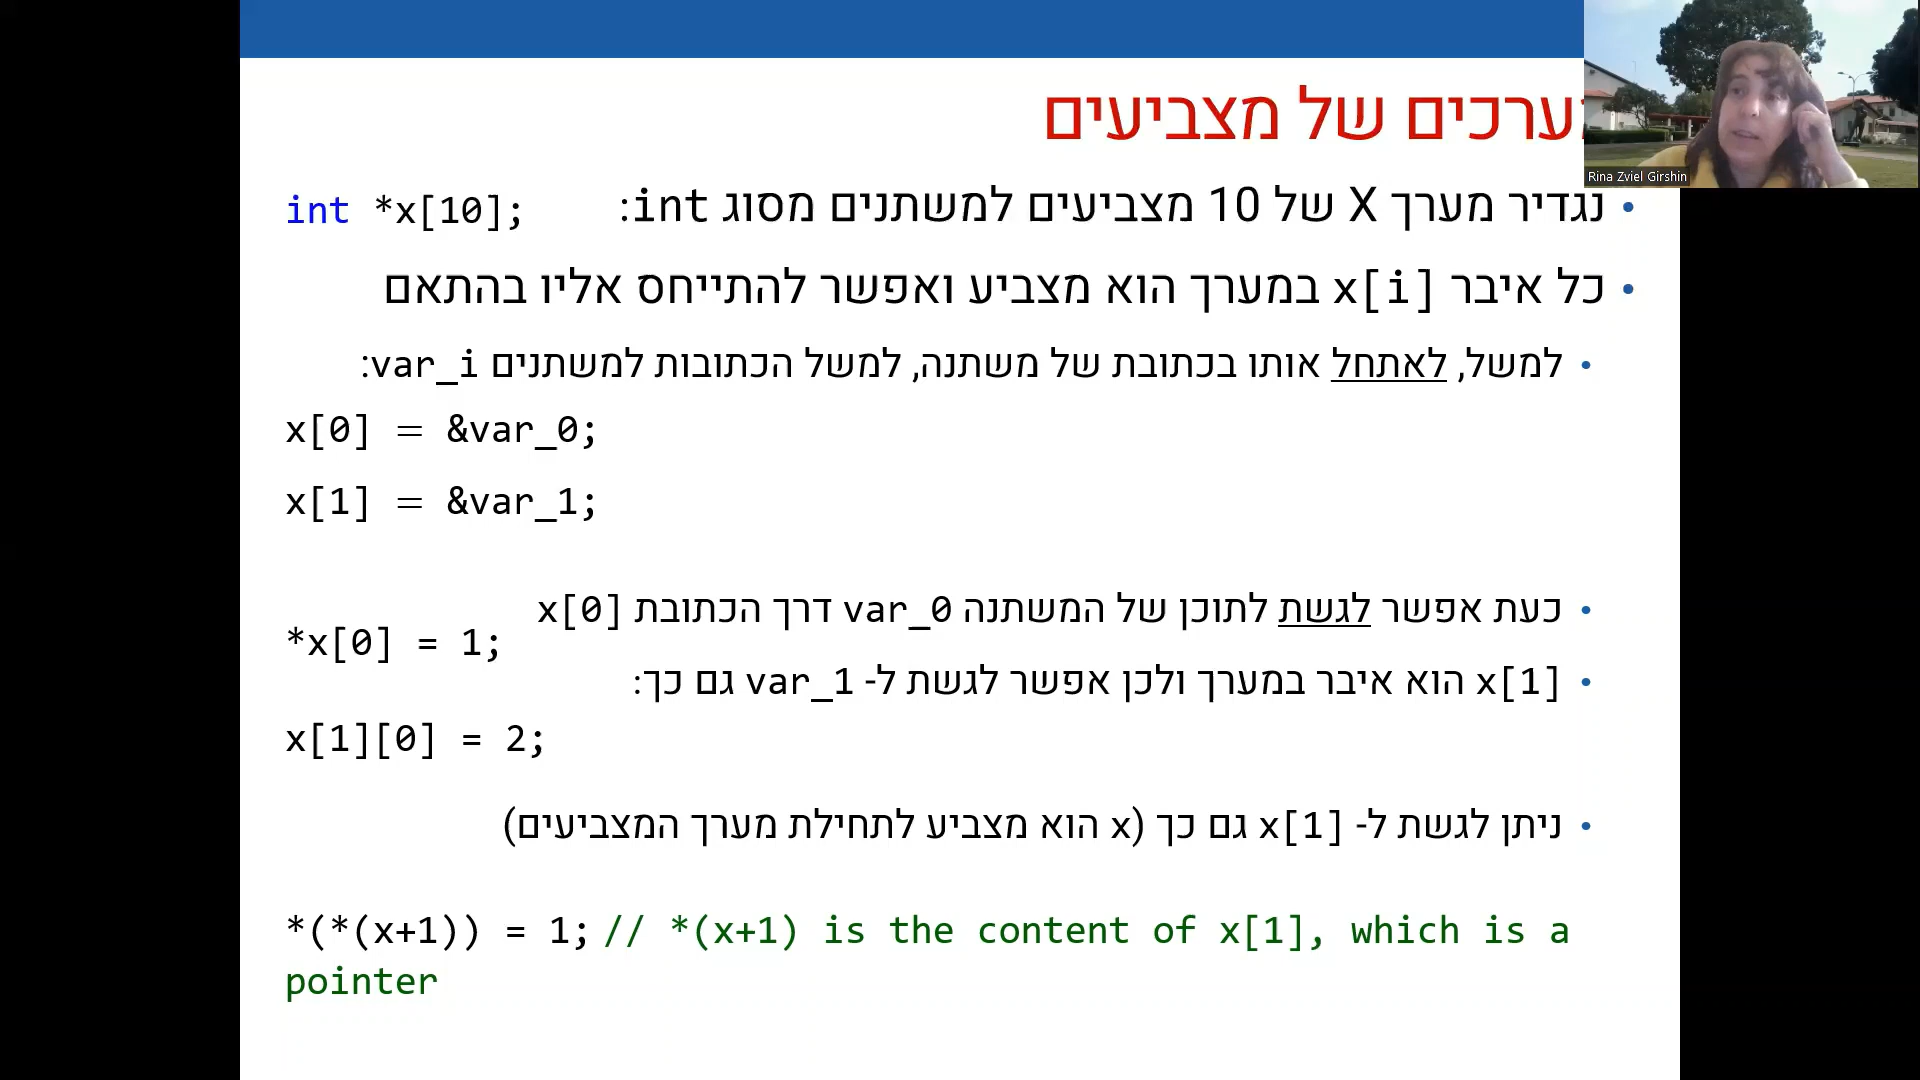 מערכים של מצביעים
Rina Zviel Girshin
• נגדיר מערך X של 10 מצביעים למשתנים מסוג int: int *x[10];
• כל איבר x[i] במערך הוא מצביע ואפשר להתייחס אליו בהתאם
• למשל, לאתחל אותו בכתובת של משתנה, למשל הכתובות למשתנים var_i:
x[0] = &var_0;
x[1] = &var_1;
• כעת אפשר לגשת לתוכן של המשתנה var_0 דרך הכתובת x[0]
*x[0] = 1;
• x[1] הוא איבר במערך ולכן אפשר לגשת ל- var_1 גם כך:
x[1][0] = 2;
• ניתן לגשת ל- x[1] גם כך (x הוא מצביע לתחילת מערך המצביעים)
*(*(x+1)) = 1; // *(x+1) is the content of x[1], which is a
pointer